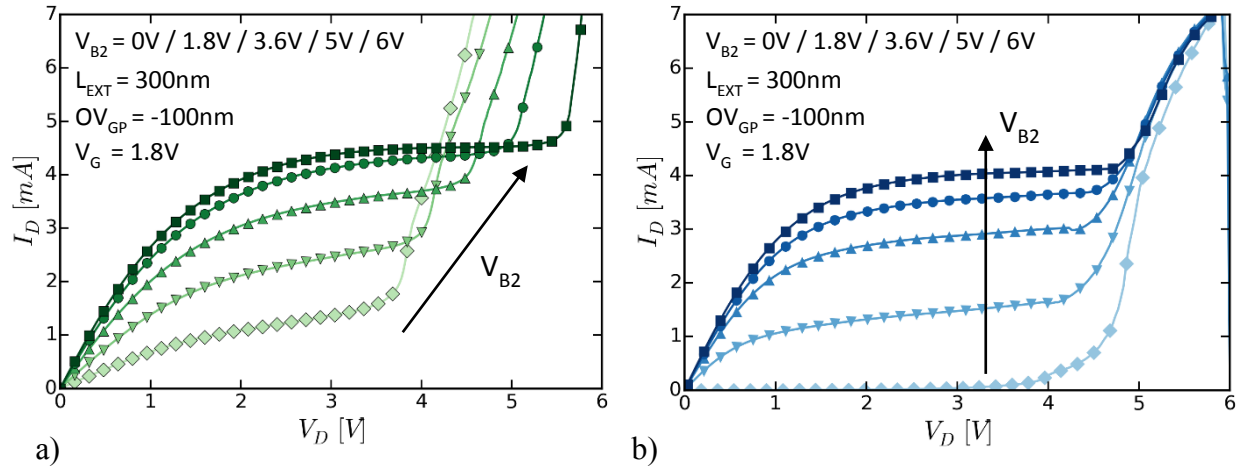 V_B2 = 0V / 1.8V / 3.6V / 5V / 6V
L_EXT = 300nm
OV_GP = -100nm
V_G = 1.8V
V_B2
I_D [mA]
7
6
5
4
3
2
1
0
0 1 2 3 4 5 6
V_D [V]
a)
V_B2 = 0V / 1.8V / 3.6V / 5V / 6V
L_EXT = 300nm
OV_GP = -100nm
V_G = 1.8V
V_B2
I_D [mA]
7
6
5
4
3
2
1
0
0 1 2 3 4 5 6
V_D [V]
b)